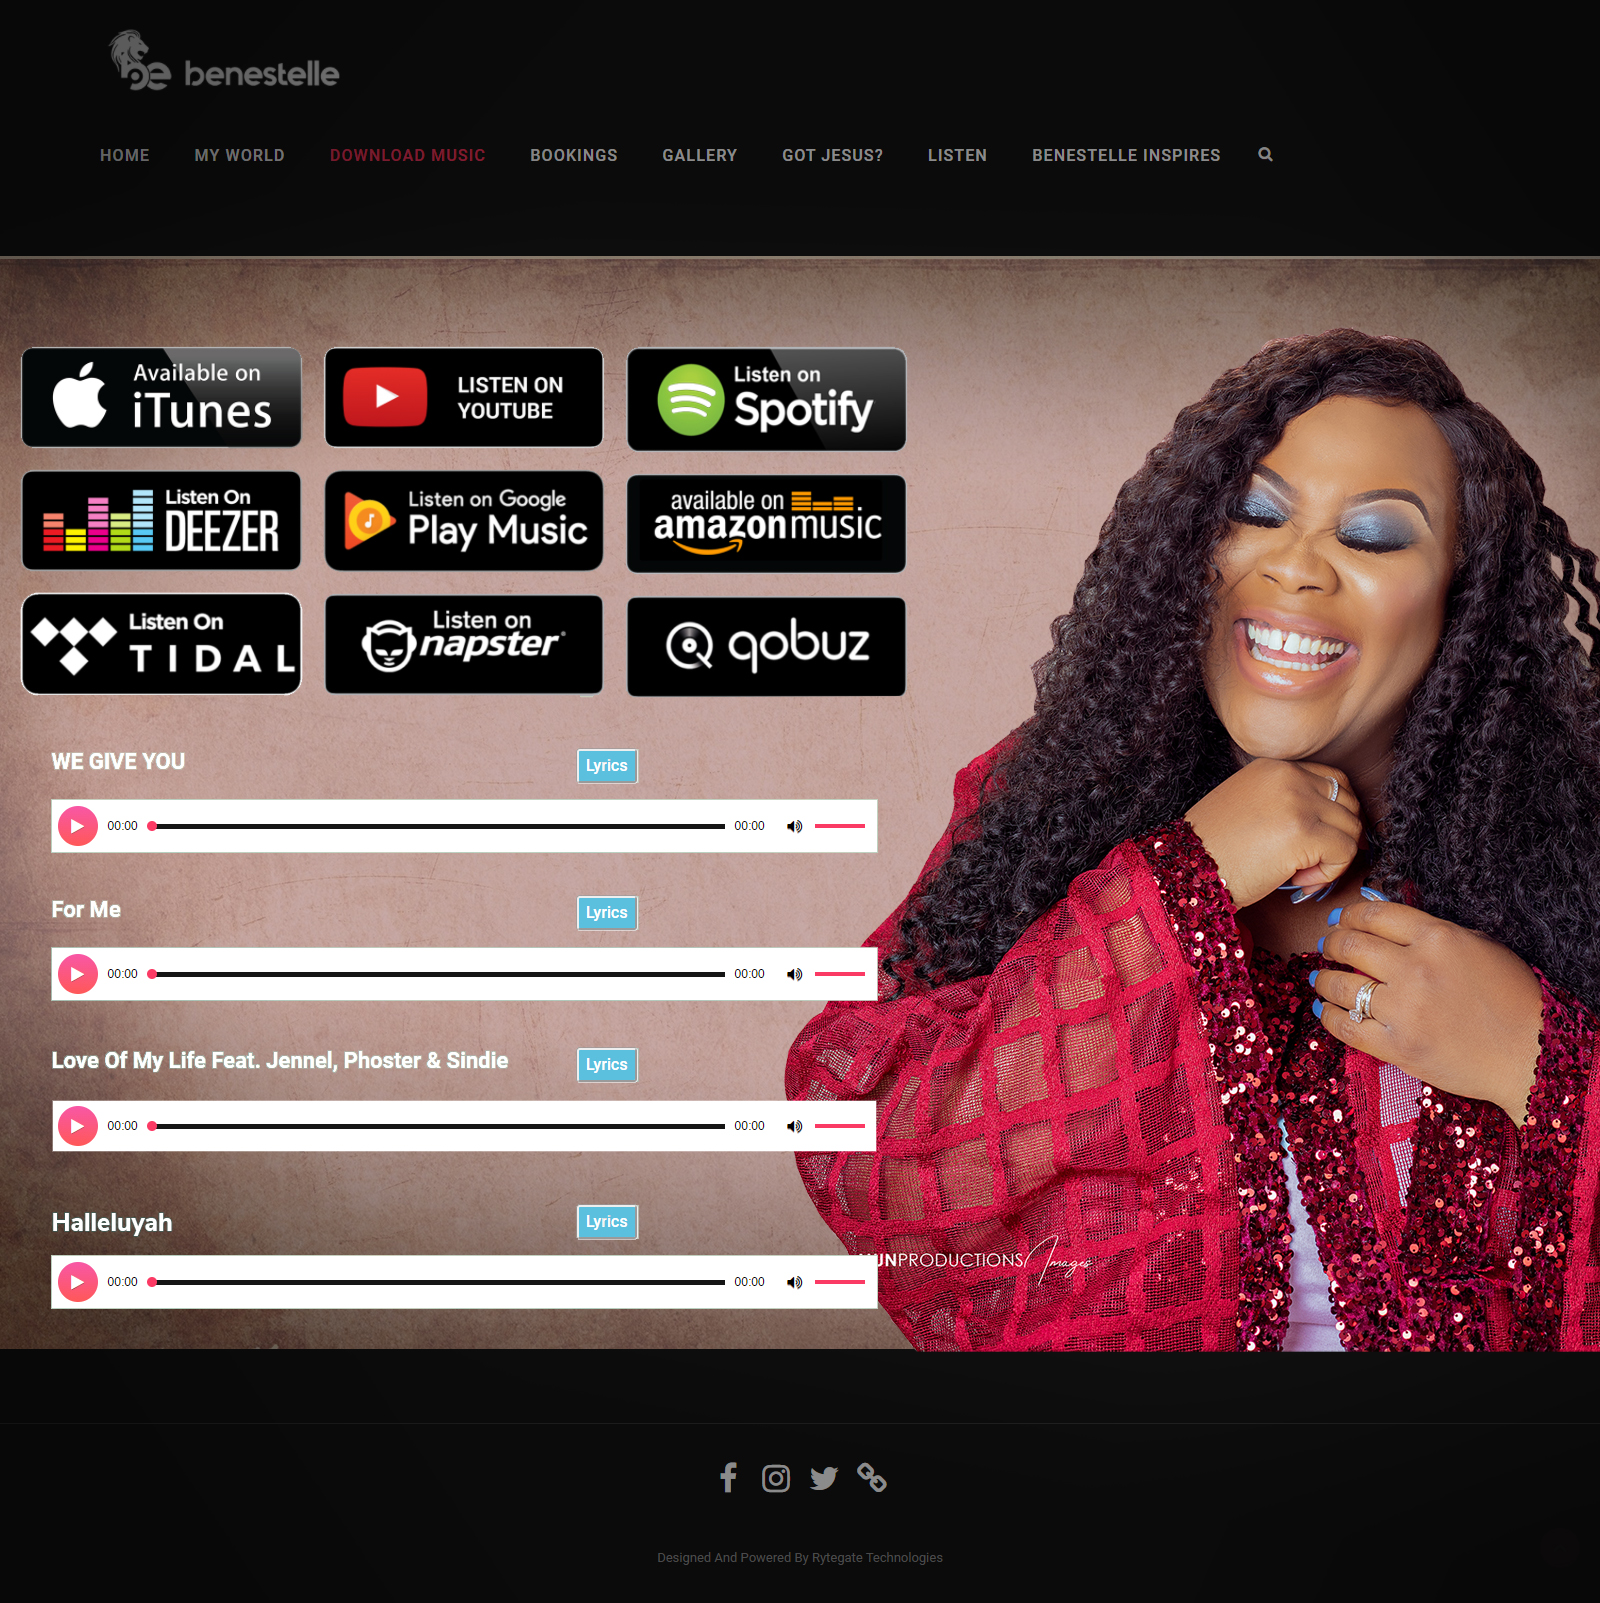 be benestelle
HOME MY WORLD DOWNLOAD MUSIC BOOKINGS GALLERY GOT JESUS? LISTEN BENESTELLE INSPIRES
Available on
iTunes
LISTEN ON
YOUTUBE
Listen on
Spotify
Listen On
DEEZER
Listen on Google
Play Music
available on
amazon music
Listen On
TIDAL
Listen on
napster
qobuz
WE GIVE YOU Lyrics
00:00 00:00
For Me Lyrics
00:00 00:00
Love Of My Life Feat. Jennel, Phoster & Sindie Lyrics
00:00 00:00
Halleluyah Lyrics
00:00 00:00
PRODUCTIONS Images
Designed And Powered By Rytegate Technologies